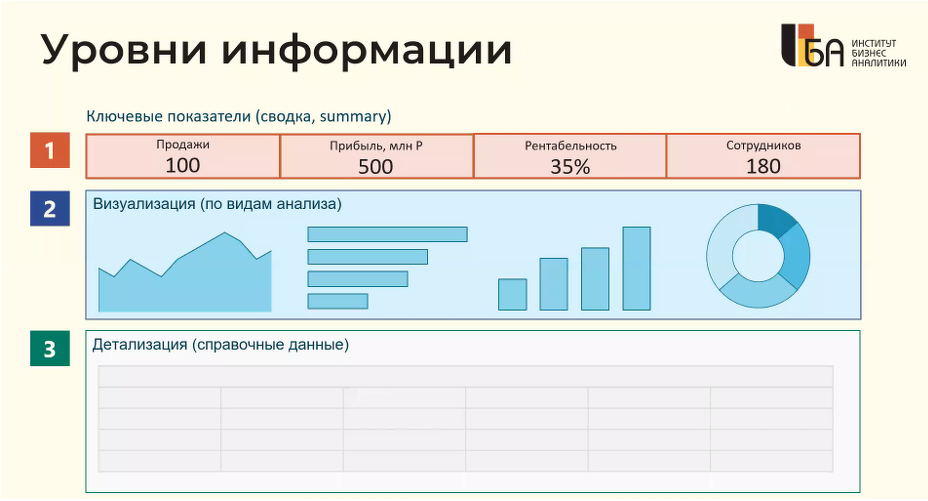 Уровни информации
БА
ИНСТИТУТ
БИЗНЕС
АНАЛИТИКИ
Ключевые показатели (сводка, summary)
1
Продажи
100
Прибыль, млн Р
500
Рентабельность
35%
Сотрудников
180
2
Визуализация (по видам анализа)
3
Детализация (справочные данные)